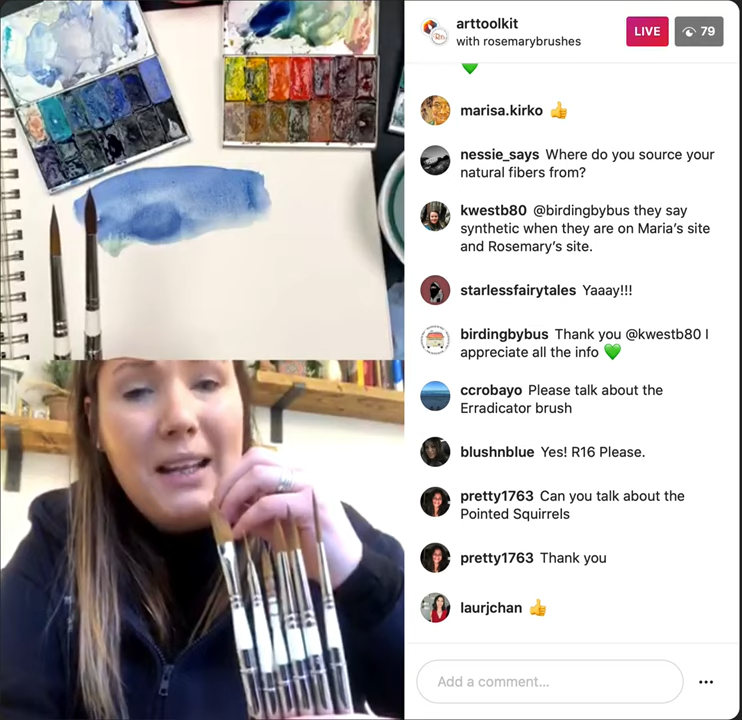 arttoolkit
with rosemarybrushes
LIVE
79
marisa.kirko 👍
nessie_says Where do you source your
natural fibers from?
kwestb80 @birdingbybus they say
synthetic when they are on Maria's site
and Rosemary's site.
starlessfairytales Yaaay!!!
birdingbybus Thank you @kwestb80 I
appreciate all the info 💚
ccrobayo Please talk about the
Erradicator brush
blushnblue Yes! R16 Please.
pretty1763 Can you talk about the
Pointed Squirrels
pretty1763 Thank you
laurjchan 👍
Add a comment...